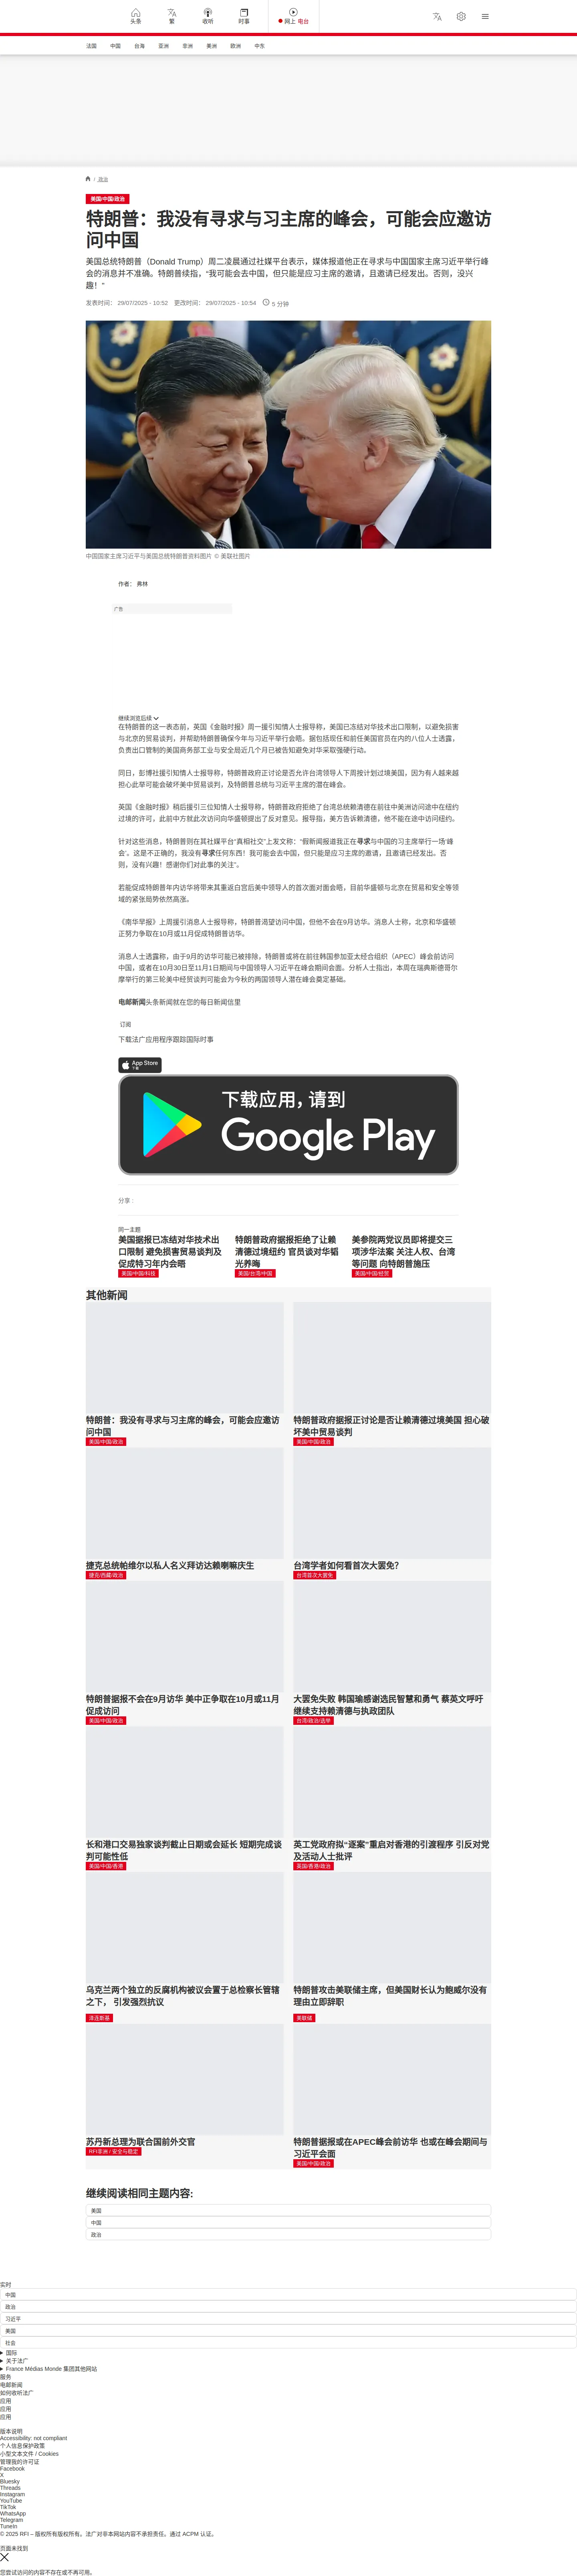 头条
繁
收听
时事
网上 电台
法国
中国
台海
亚洲
非洲
美洲
欧洲
中东
/ 政治
美国/中国/政治
特朗普：我没有寻求与习主席的峰会，可能会应邀访
问中国
美国总统特朗普（Donald Trump）周二凌晨通过社媒平台表示，媒体报道他正在寻求与中国国家主席习近平举行峰
会的消息并不准确。特朗普续指，“我可能会去中国，但只能是应习主席的邀请，且邀请已经发出。否则，没兴
趣！”
发表时间： 29/07/2025 - 10:52 更改时间： 29/07/2025 - 10:54 5 分钟
中国国家主席习近平与美国总统特朗普资料图片 © 美联社图片
作者： 弗林
广告
继续浏览后续
在特朗普的这一表态前，英国《金融时报》周一援引知情人士报导称，美国已冻结对华技术出口限制，以避免损害
与北京的贸易谈判，并帮助特朗普确保今年与习近平举行会晤。据包括现任和前任美国官员在内的八位人士透露，
负责出口管制的美国商务部工业与安全局近几个月已被告知避免对华采取强硬行动。
同日，彭博社援引知情人士报导称，特朗普政府正讨论是否允许台湾领导人下周按计划过境美国，因为有人越来越
担心此举可能会破坏美中贸易谈判，及特朗普总统与习近平主席的潜在峰会。
英国《金融时报》稍后援引三位知情人士报导称，特朗普政府拒绝了台湾总统赖清德在前往中美洲访问途中在纽约
过境的许可，此前中方就此次访问向华盛顿提出了反对意见。报导指，美方告诉赖清德，他不能在途中访问纽约。
针对这些消息，特朗普则在其社媒平台“真相社交”上发文称：“假新闻报道我正在寻求与中国的习主席举行一场‘峰
会’。这是不正确的，我没有寻求任何东西！我可能会去中国，但只能是应习主席的邀请，且邀请已经发出。否
则，没有兴趣！感谢你们对此事的关注”。
若能促成特朗普年内访华将带来其重返白宫后美中领导人的首次面对面会晤，目前华盛顿与北京在贸易和安全等领
域的紧张局势依然高涨。
《南华早报》上周援引消息人士报导称，特朗普渴望访问中国，但他不会在9月访华。消息人士称，北京和华盛顿
正努力争取在10月或11月促成特朗普访华。
消息人士透露称，由于9月的访华可能已被排除，特朗普或将在前往韩国参加亚太经合组织（APEC）峰会前访问
中国，或者在10月30日至11月1日期间与中国领导人习近平在峰会期间会面。分析人士指出，本周在瑞典斯德哥尔
摩举行的第三轮美中经贸谈判可能会为今秋的两国领导人潜在峰会奠定基础。
电邮新闻头条新闻就在您的每日新闻信里
订阅
下载法广应用程序跟踪国际时事
App Store
下载
下载应用，请到
Google Play
分享 :
同一主题
美国据报已冻结对华技术出
口限制 避免损害贸易谈判及
促成特习年内会晤
美国/中国/科技
特朗普政府据报拒绝了让赖
清德过境纽约 官员谈对华韬
光养晦
美国/台湾/中国
美参院两党议员即将提交三
项涉华法案 关注人权、台湾
等问题 向特朗普施压
美国/中国/经贸
其他新闻
特朗普：我没有寻求与习主席的峰会，可能会应邀访
问中国
美国/中国/政治
特朗普政府据报正讨论是否让赖清德过境美国 担心破
坏美中贸易谈判
美国/中国/政治
捷克总统帕维尔以私人名义拜访达赖喇嘛庆生
捷克/西藏/政治
台湾学者如何看首次大罢免?
台湾首次大罢免
特朗普据报不会在9月访华 美中正争取在10月或11月
促成访问
美国/中国/政治
大罢免失败 韩国瑜感谢选民智慧和勇气 蔡英文呼吁
继续支持赖清德与执政团队
台湾/政治/选举
长和港口交易独家谈判截止日期或会延长 短期完成谈
判可能性低
美国/中国/香港
英工党政府拟“逐案”重启对香港的引渡程序 引反对党
及活动人士批评
英国/香港/政治
乌克兰两个独立的反腐机构被议会置于总检察长管辖
之下， 引发强烈抗议
泽连斯基
特朗普攻击美联储主席，但美国财长认为鲍威尔没有
理由立即辞职
美联储
苏丹新总理为联合国前外交官
RFI非洲 / 安全与稳定
特朗普据报或在APEC峰会前访华 也或在峰会期间与
习近平会面
美国/中国/政治
继续阅读相同主题内容:
美国
中国
政治
实时
中国
政治
习近平
美国
社会
国际
关于法广
France Médias Monde 集团其他网站
服务
电邮新闻
如何收听法广
应用
应用
应用
版本说明
Accessibility: not compliant
个人信息保护政策
小型文本文件 / Cookies
管理我的许可证
Facebook
X
Bluesky
Threads
Instagram
YouTube
TikTok
WhatsApp
Telegram
TuneIn
© 2025 RFI – 版权所有版权所有。法广对非本网站内容不承担责任。通过 ACPM 认证。
页面未找到
您尝试访问的内容不存在或不再可用。